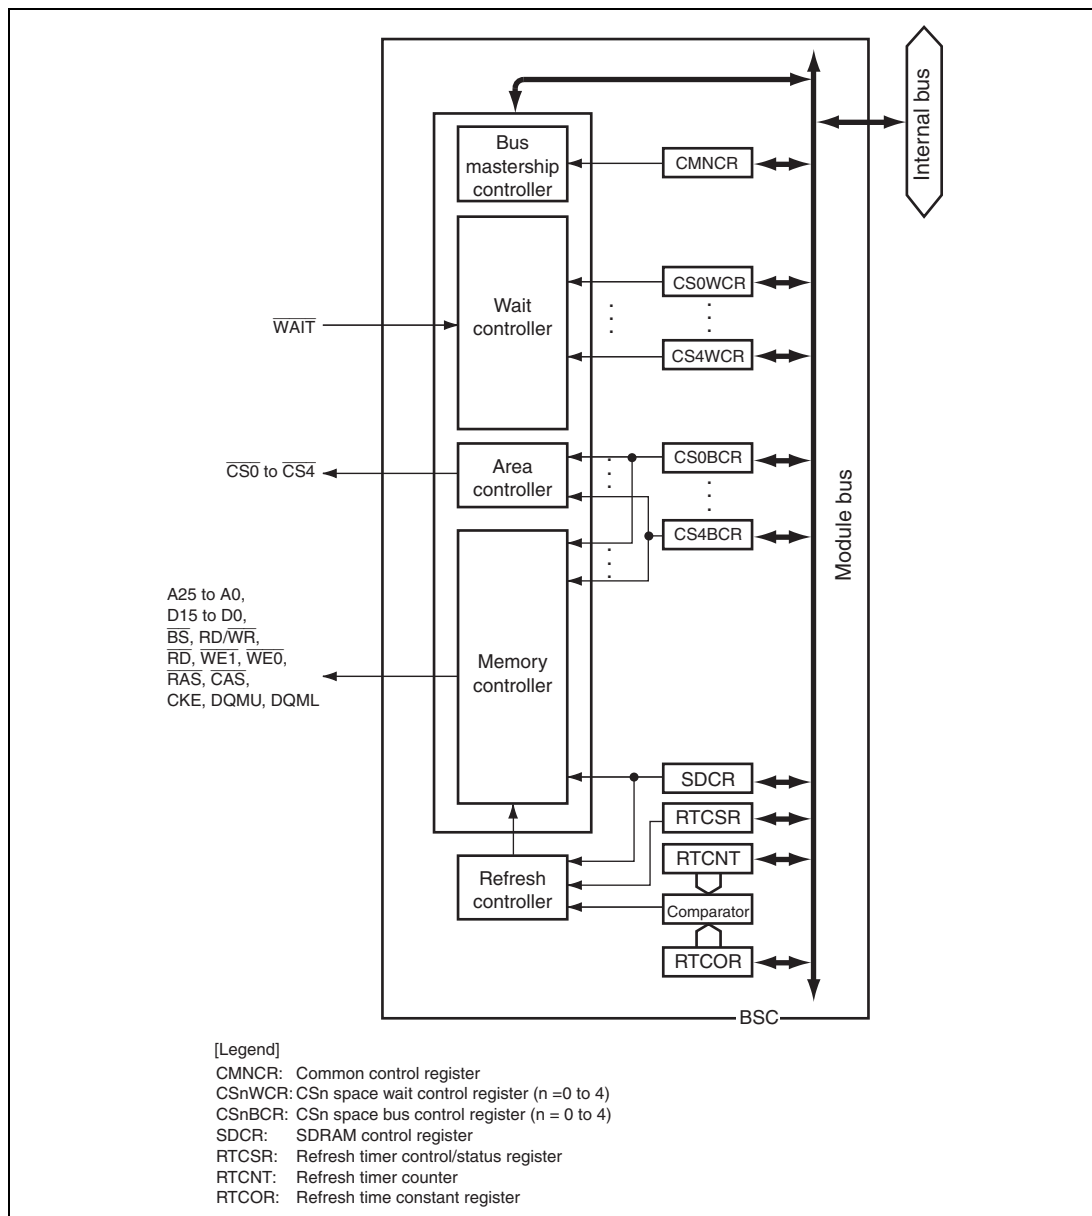 Internal bus
Bus
mastership
controller
CMNCR
Wait
controller
CS0WCR
CS4WCR
WAIT
CS0 to CS4
Area
controller
CS0BCR
CS4BCR
Module bus
A25 to A0,
D15 to D0,
BS, RD/WR,
RD, WE1, WE0,
RAS, CAS,
CKE, DQMU, DQML
Memory
controller
SDCR
RTCSR
RTCNT
Refresh
controller
Comparator
RTCOR
BSC
[Legend]
CMNCR: Common control register
CSnWCR: CSn space wait control register (n =0 to 4)
CSnBCR: CSn space bus control register (n = 0 to 4)
SDCR: SDRAM control register
RTCSR: Refresh timer control/status register
RTCNT: Refresh timer counter
RTCOR: Refresh time constant register